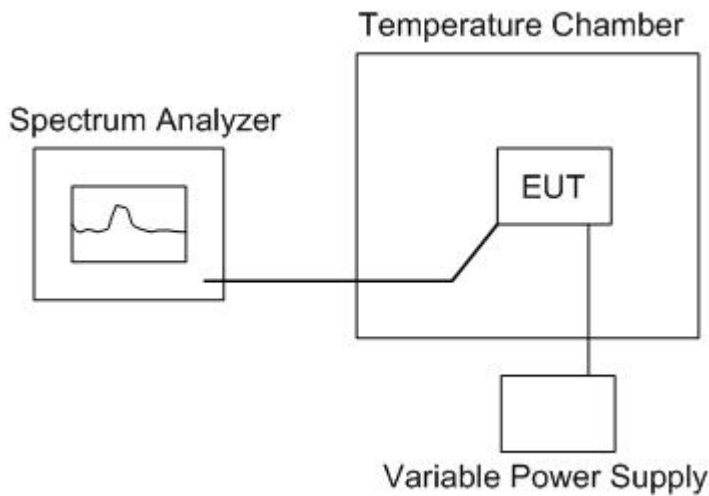 Temperature Chamber
Spectrum Analyzer
EUT
Variable Power Supply